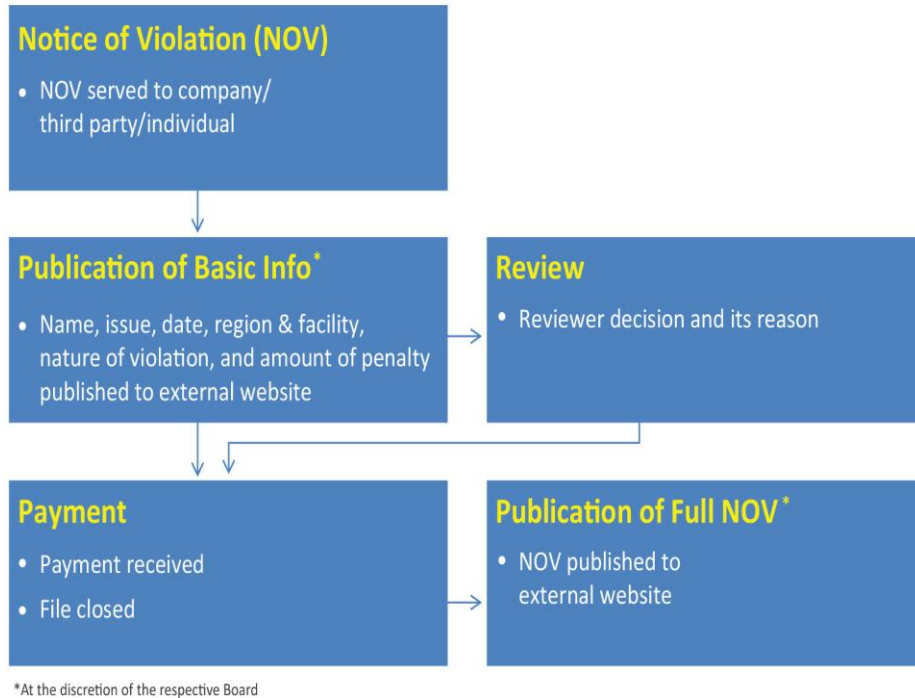 Notice of Violation (NOV)
• NOV served to company/
third party/individual
Publication of Basic Info*
• Name, issue, date, region & facility,
nature of violation, and amount of penalty
published to external website
Review
• Reviewer decision and its reason
Payment
• Payment received
• File closed
Publication of Full NOV*
• NOV published to
external website
*At the discretion of the respective Board